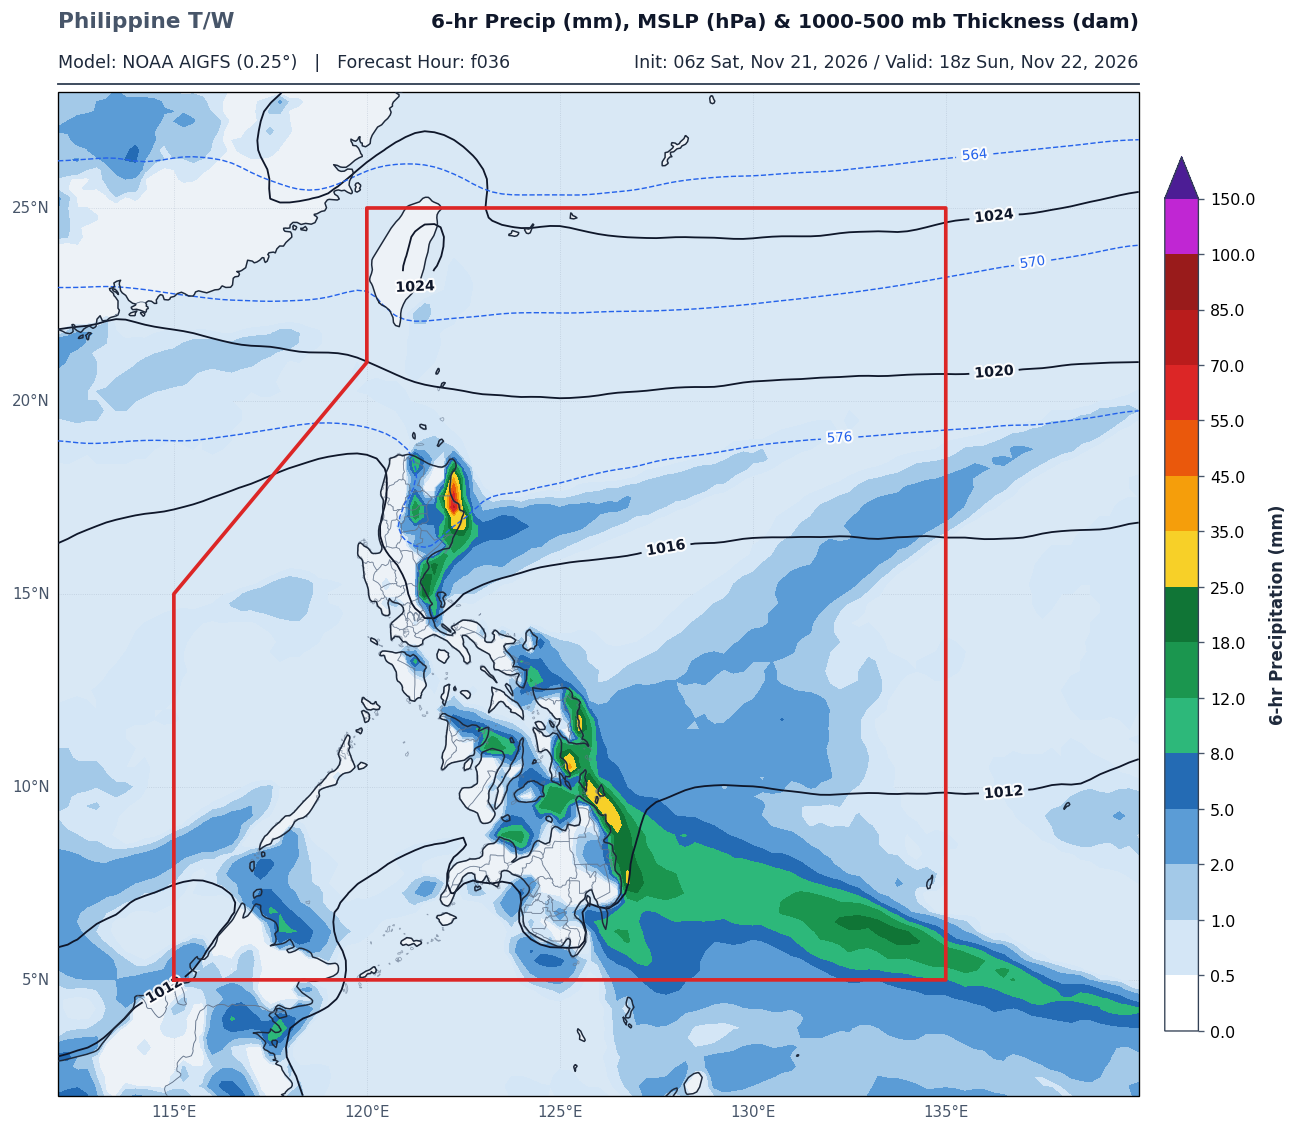 Philippine T/W
6-hr Precip (mm), MSLP (hPa) & 1000-500 mb Thickness (dam)
Model: NOAA AIGFS (0.25°) | Forecast Hour: f036
Init: 06z Sat, Nov 21, 2026 / Valid: 18z Sun, Nov 22, 2026
564
25°N
1024
570
1024
1020
20°N
576
1016
15°N
10°N
1012
5°N
1012
115°E
120°E
125°E
130°E
135°E
150.0
100.0
85.0
70.0
55.0
45.0
35.0
25.0
18.0
12.0
8.0
5.0
2.0
1.0
0.5
0.0
6-hr Precipitation (mm)